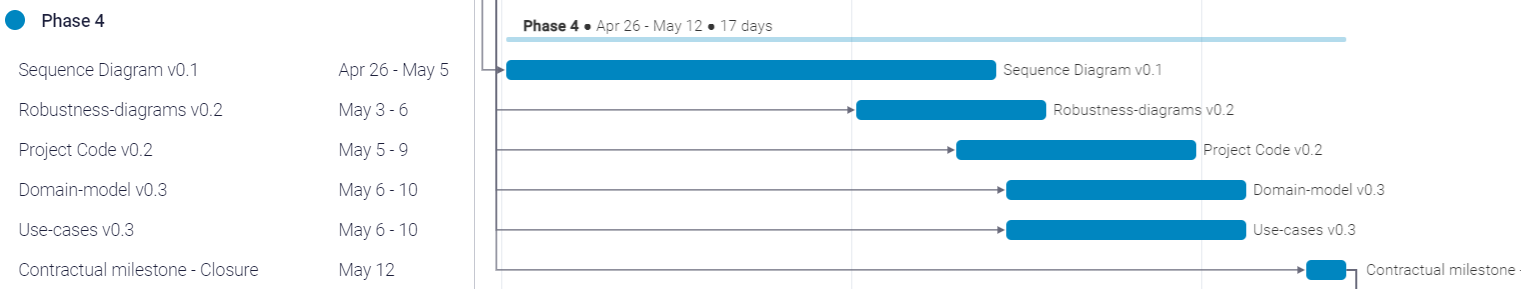 Phase 4
Phase 4 ● Apr 26 - May 12 ● 17 days
Sequence Diagram v0.1 Apr 26 - May 5 Sequence Diagram v0.1
Robustness-diagrams v0.2 May 3 - 6 Robustness-diagrams v0.2
Project Code v0.2 May 5 - 9 Project Code v0.2
Domain-model v0.3 May 6 - 10 Domain-model v0.3
Use-cases v0.3 May 6 - 10 Use-cases v0.3
Contractual milestone - Closure May 12 Contractual milestone -